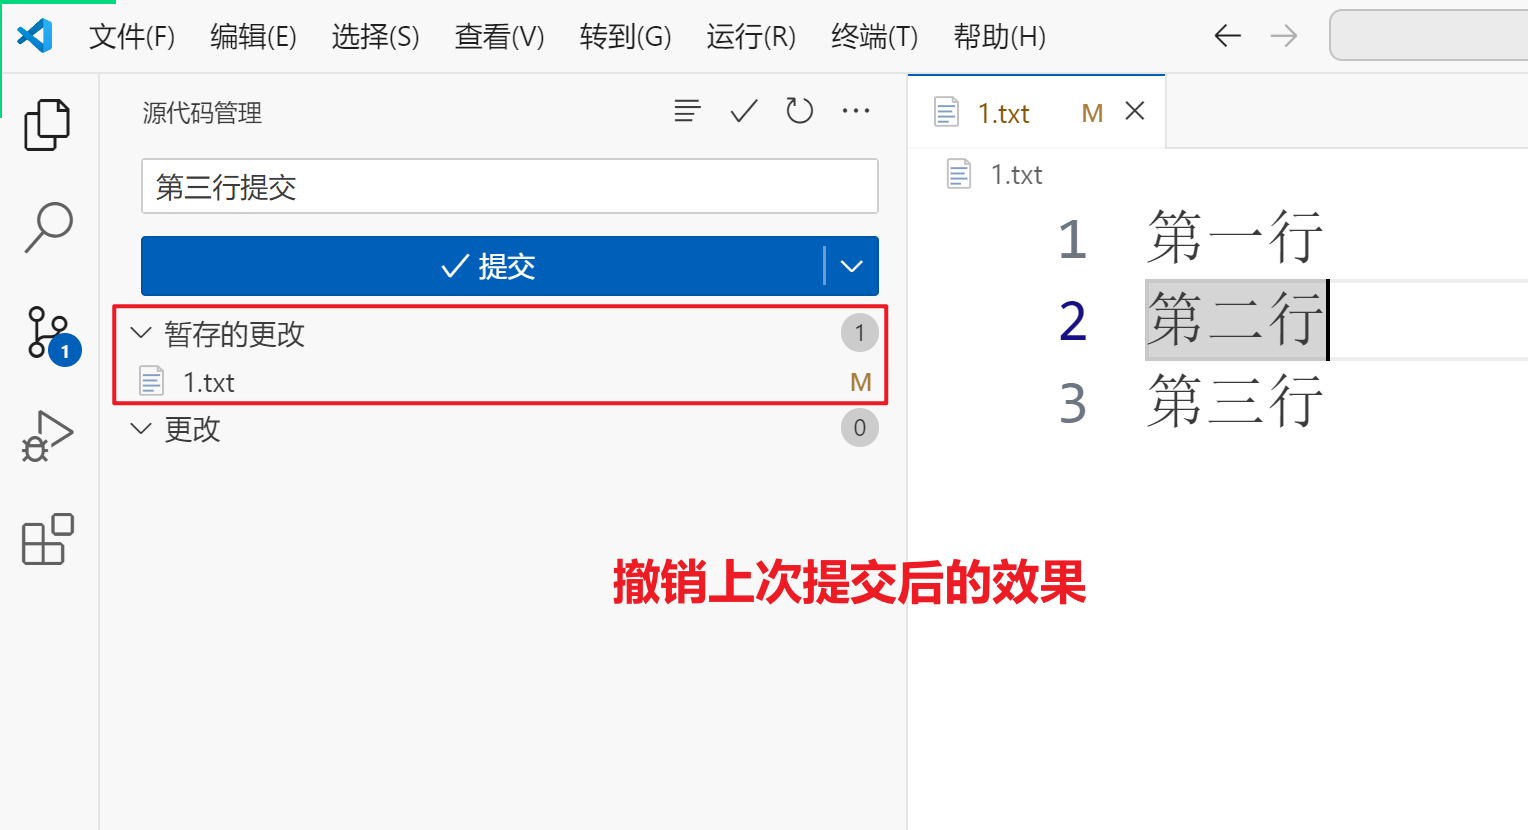 文件(F) 编辑(E) 选择(S) 查看(V) 转到(G) 运行(R) 终端(T) 帮助(H)
源代码管理
第三行提交
提交
暂存的更改 1
1.txt M
更改 0
1
1.txt M
1.txt
1 第一行
2 第二行
3 第三行
撤销上次提交后的效果